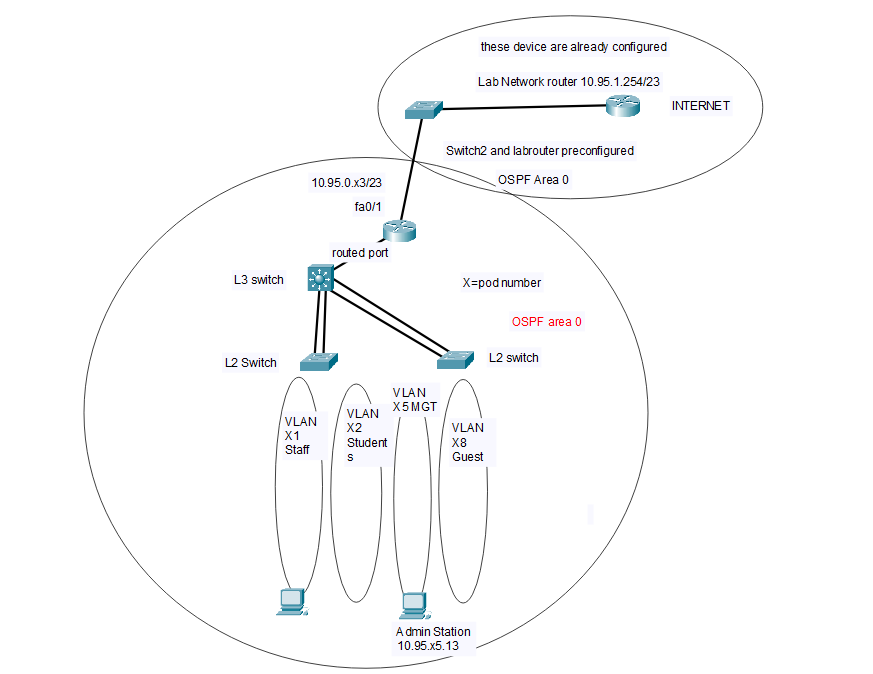 these device are already configured
Lab Network router 10.95.1.254/23
INTERNET
Switch2 and labrouter preconfigured
OSPF Area 0
10.95.0.x3/23
fa0/1
routed port
L3 switch
X=pod number
OSPF area 0
L2 Switch
L2 switch
VLAN
X1
Staff
VLAN
X2
Student
s
VLAN
X5 MGT
VLAN
X8
Guest
Admin Station
10.95.x5.13